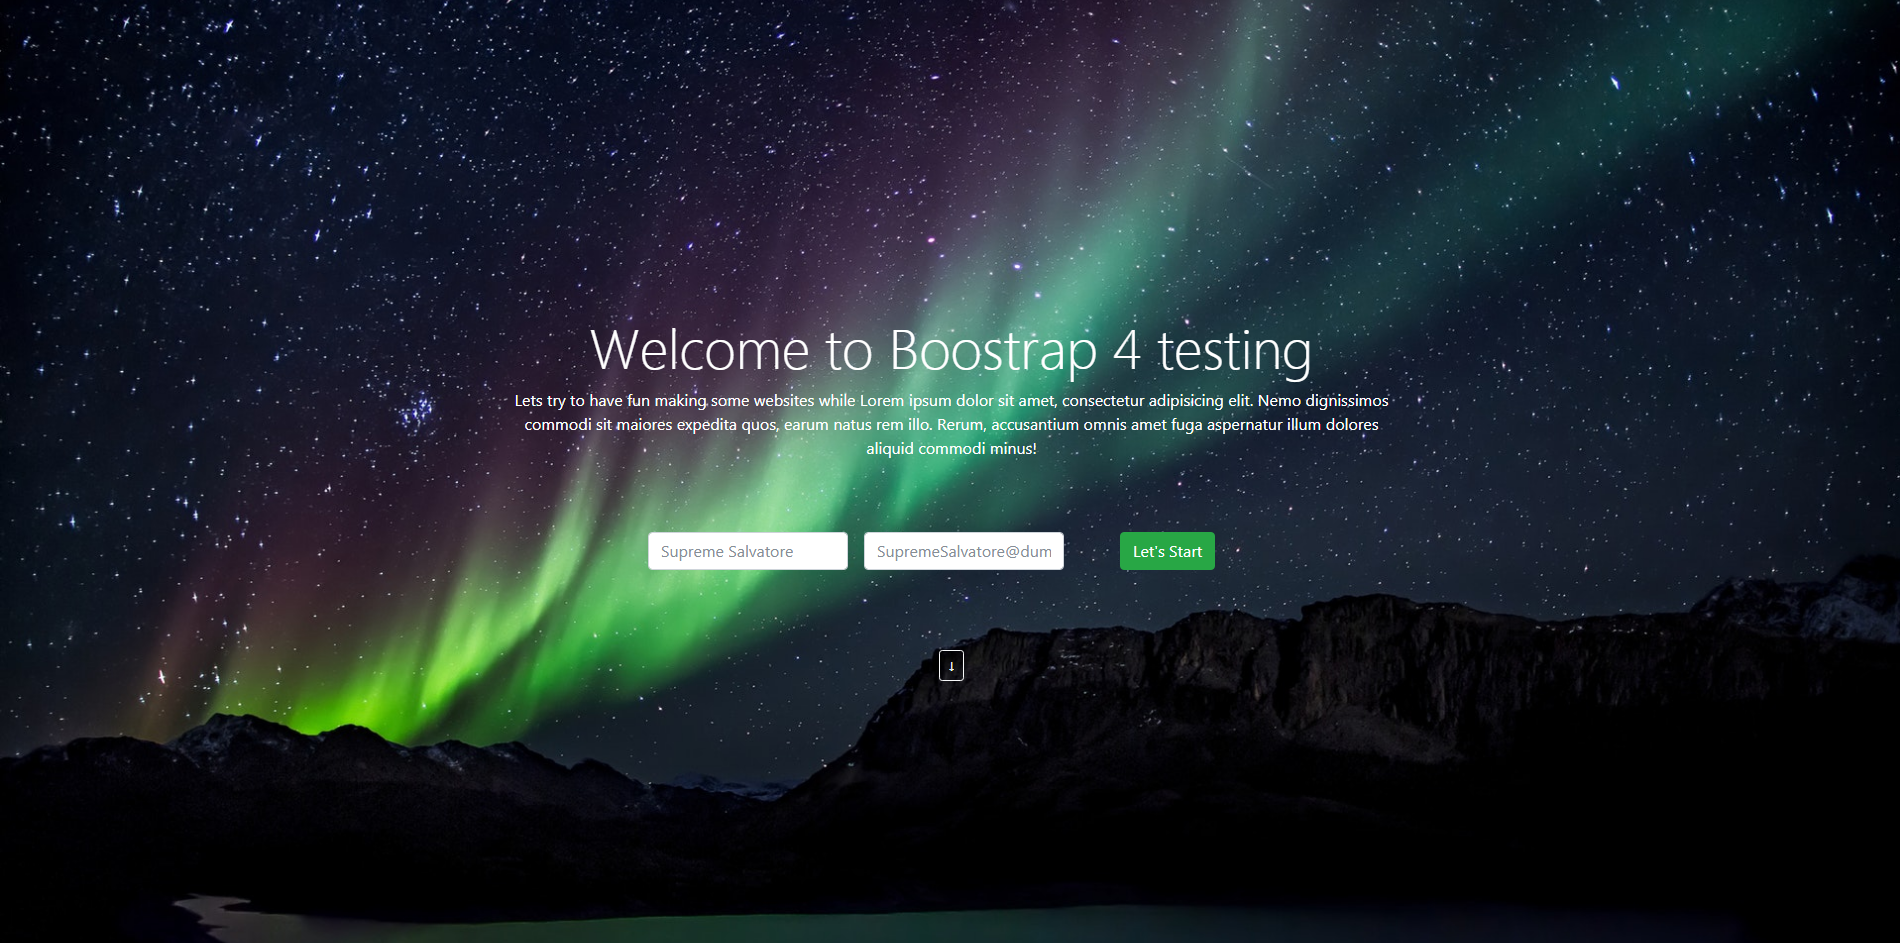 Welcome to Boostrap 4 testing
Lets try to have fun making some websites while Lorem ipsum dolor sit amet, consectetur adipisicing elit. Nemo dignissimos
commodi sit maiores expedita quos, earum natus rem illo. Rerum, accusantium omnis amet fuga aspernatur illum dolores
aliquid commodi minus!
Supreme Salvatore SupremeSalvatore@dum Let's Start
↓